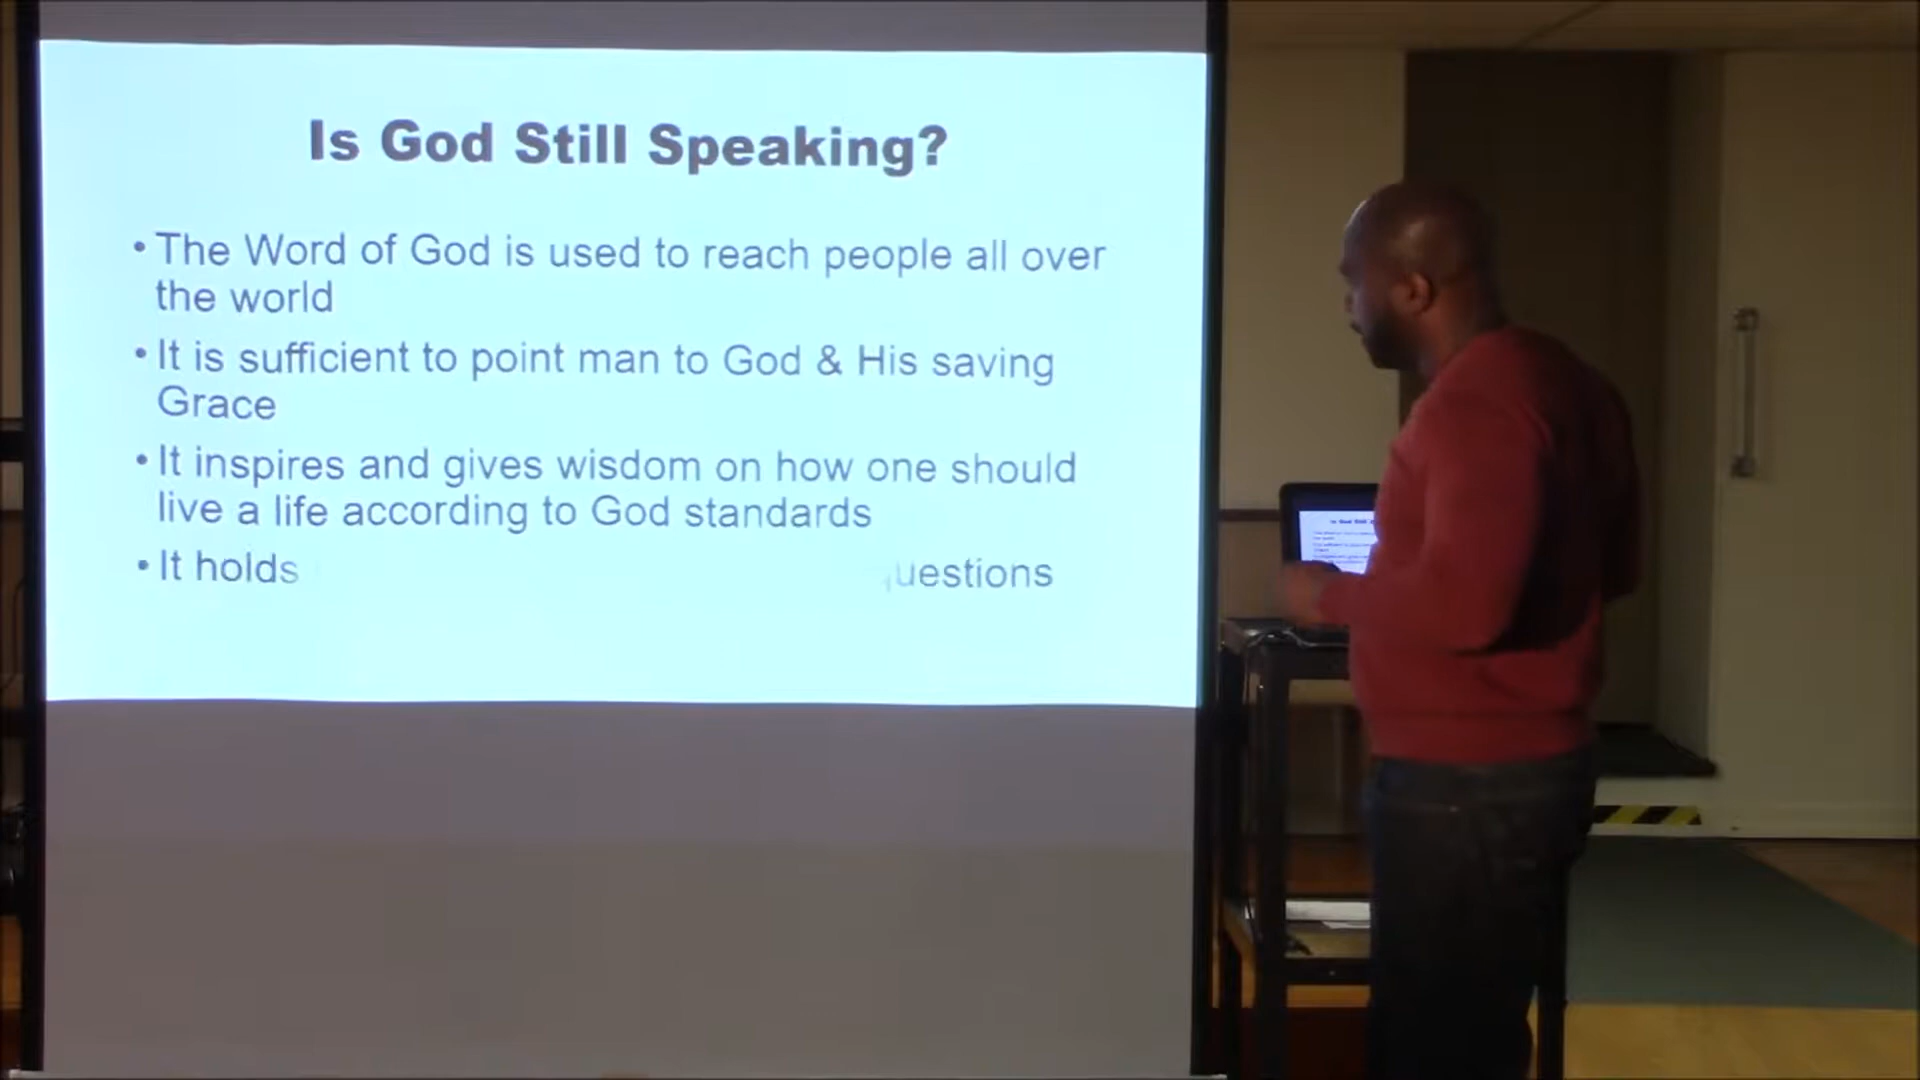 Is God Still Speaking?
• The Word of God is used to reach people all over
the world
• It is sufficient to point man to God & His saving
Grace
• It inspires and gives wisdom on how one should
live a life according to God standards
• It holds